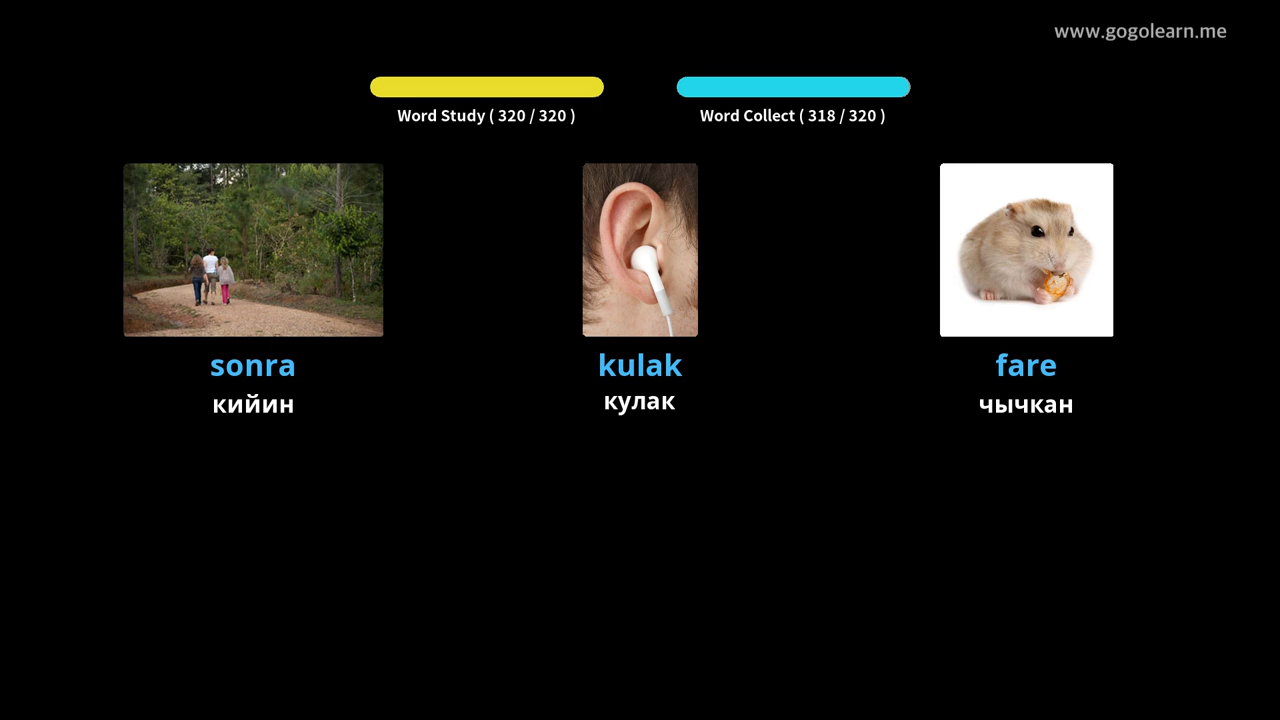 www.gogolearn.me
Word Study ( 320 / 320 )
Word Collect ( 318 / 320 )
sonra
кийин
kulak
кулак
fare
чычкан